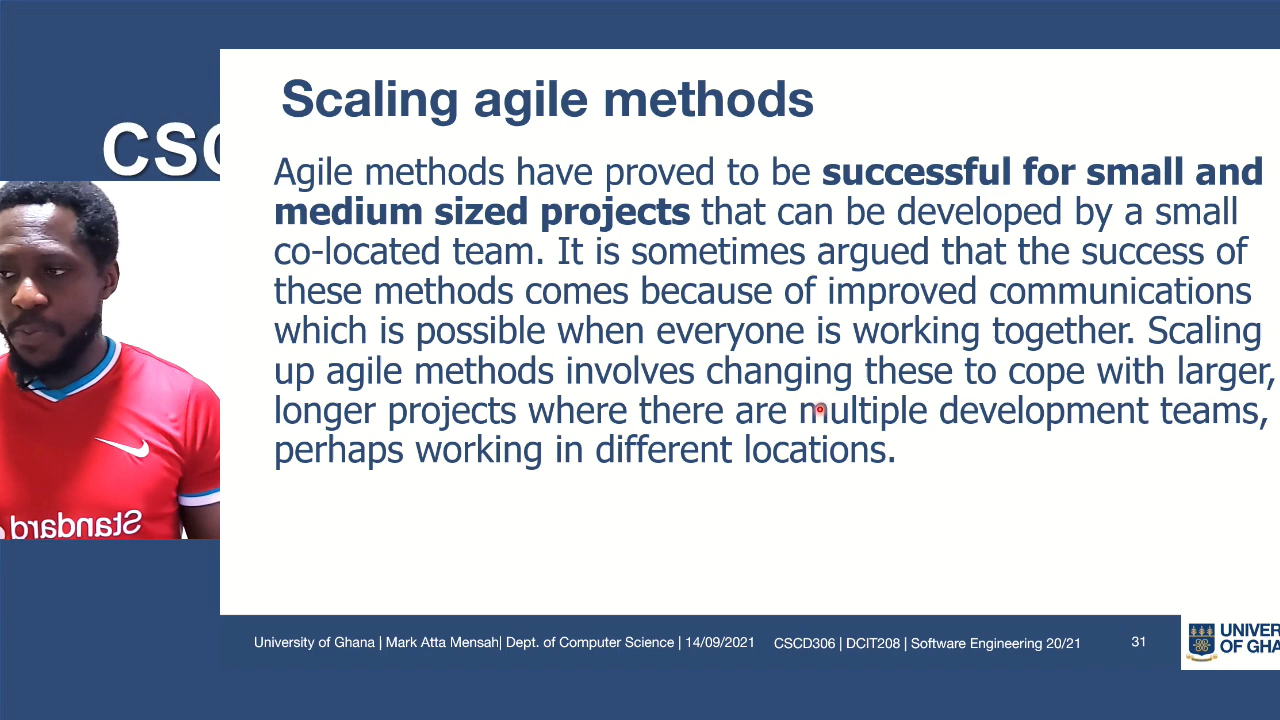 Scaling agile methods
CSC
Agile methods have proved to be successful for small and
medium sized projects that can be developed by a small
co-located team. It is sometimes argued that the success of
these methods comes because of improved communications
which is possible when everyone is working together. Scaling
up agile methods involves changing these to cope with larger,
longer projects where there are multiple development teams,
perhaps working in different locations.
Standard
University of Ghana | Mark Atta Mensah| Dept. of Computer Science | 14/09/2021 CSCD306 | DCIT208 | Software Engineering 20/21 31
UNIVER
OF GHA